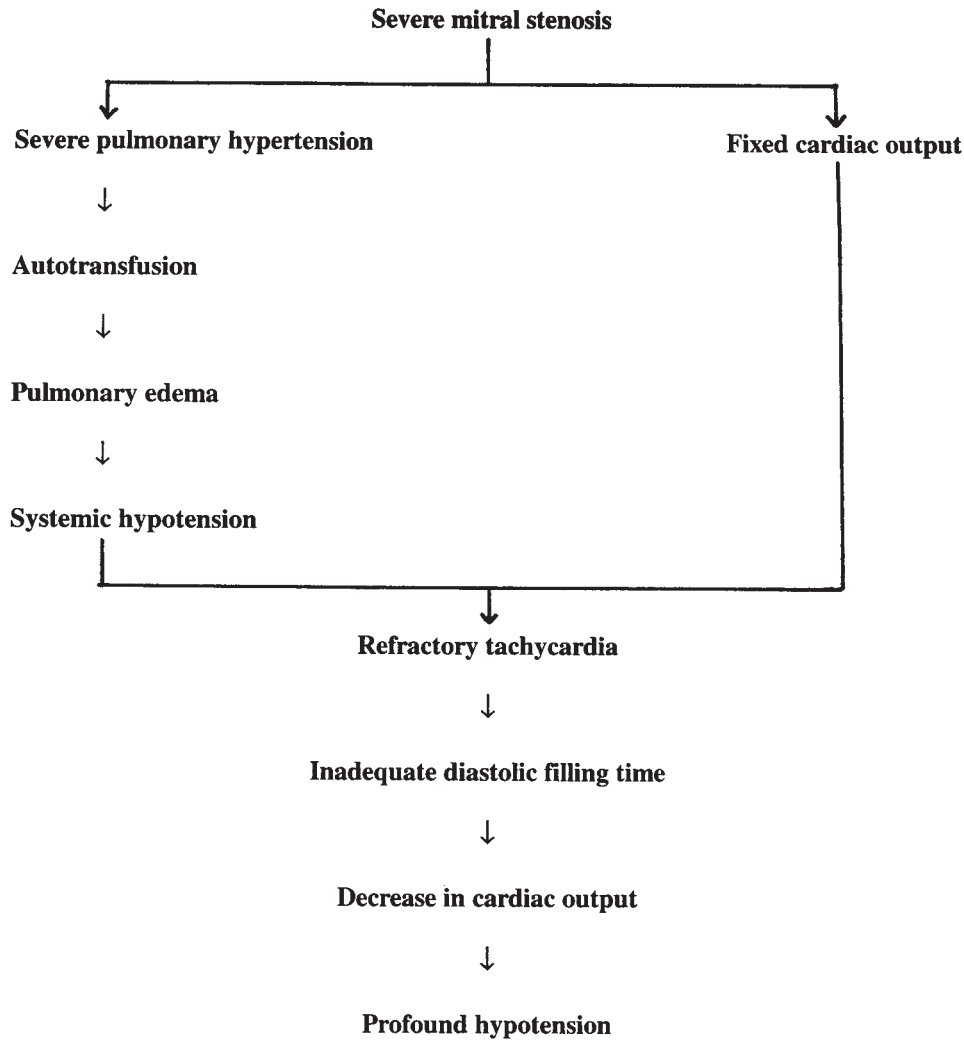 Severe mitral stenosis
Severe pulmonary hypertension
Fixed cardiac output
Autotransfusion
Pulmonary edema
Systemic hypotension
Refractory tachycardia
Inadequate diastolic filling time
Decrease in cardiac output
Profound hypotension